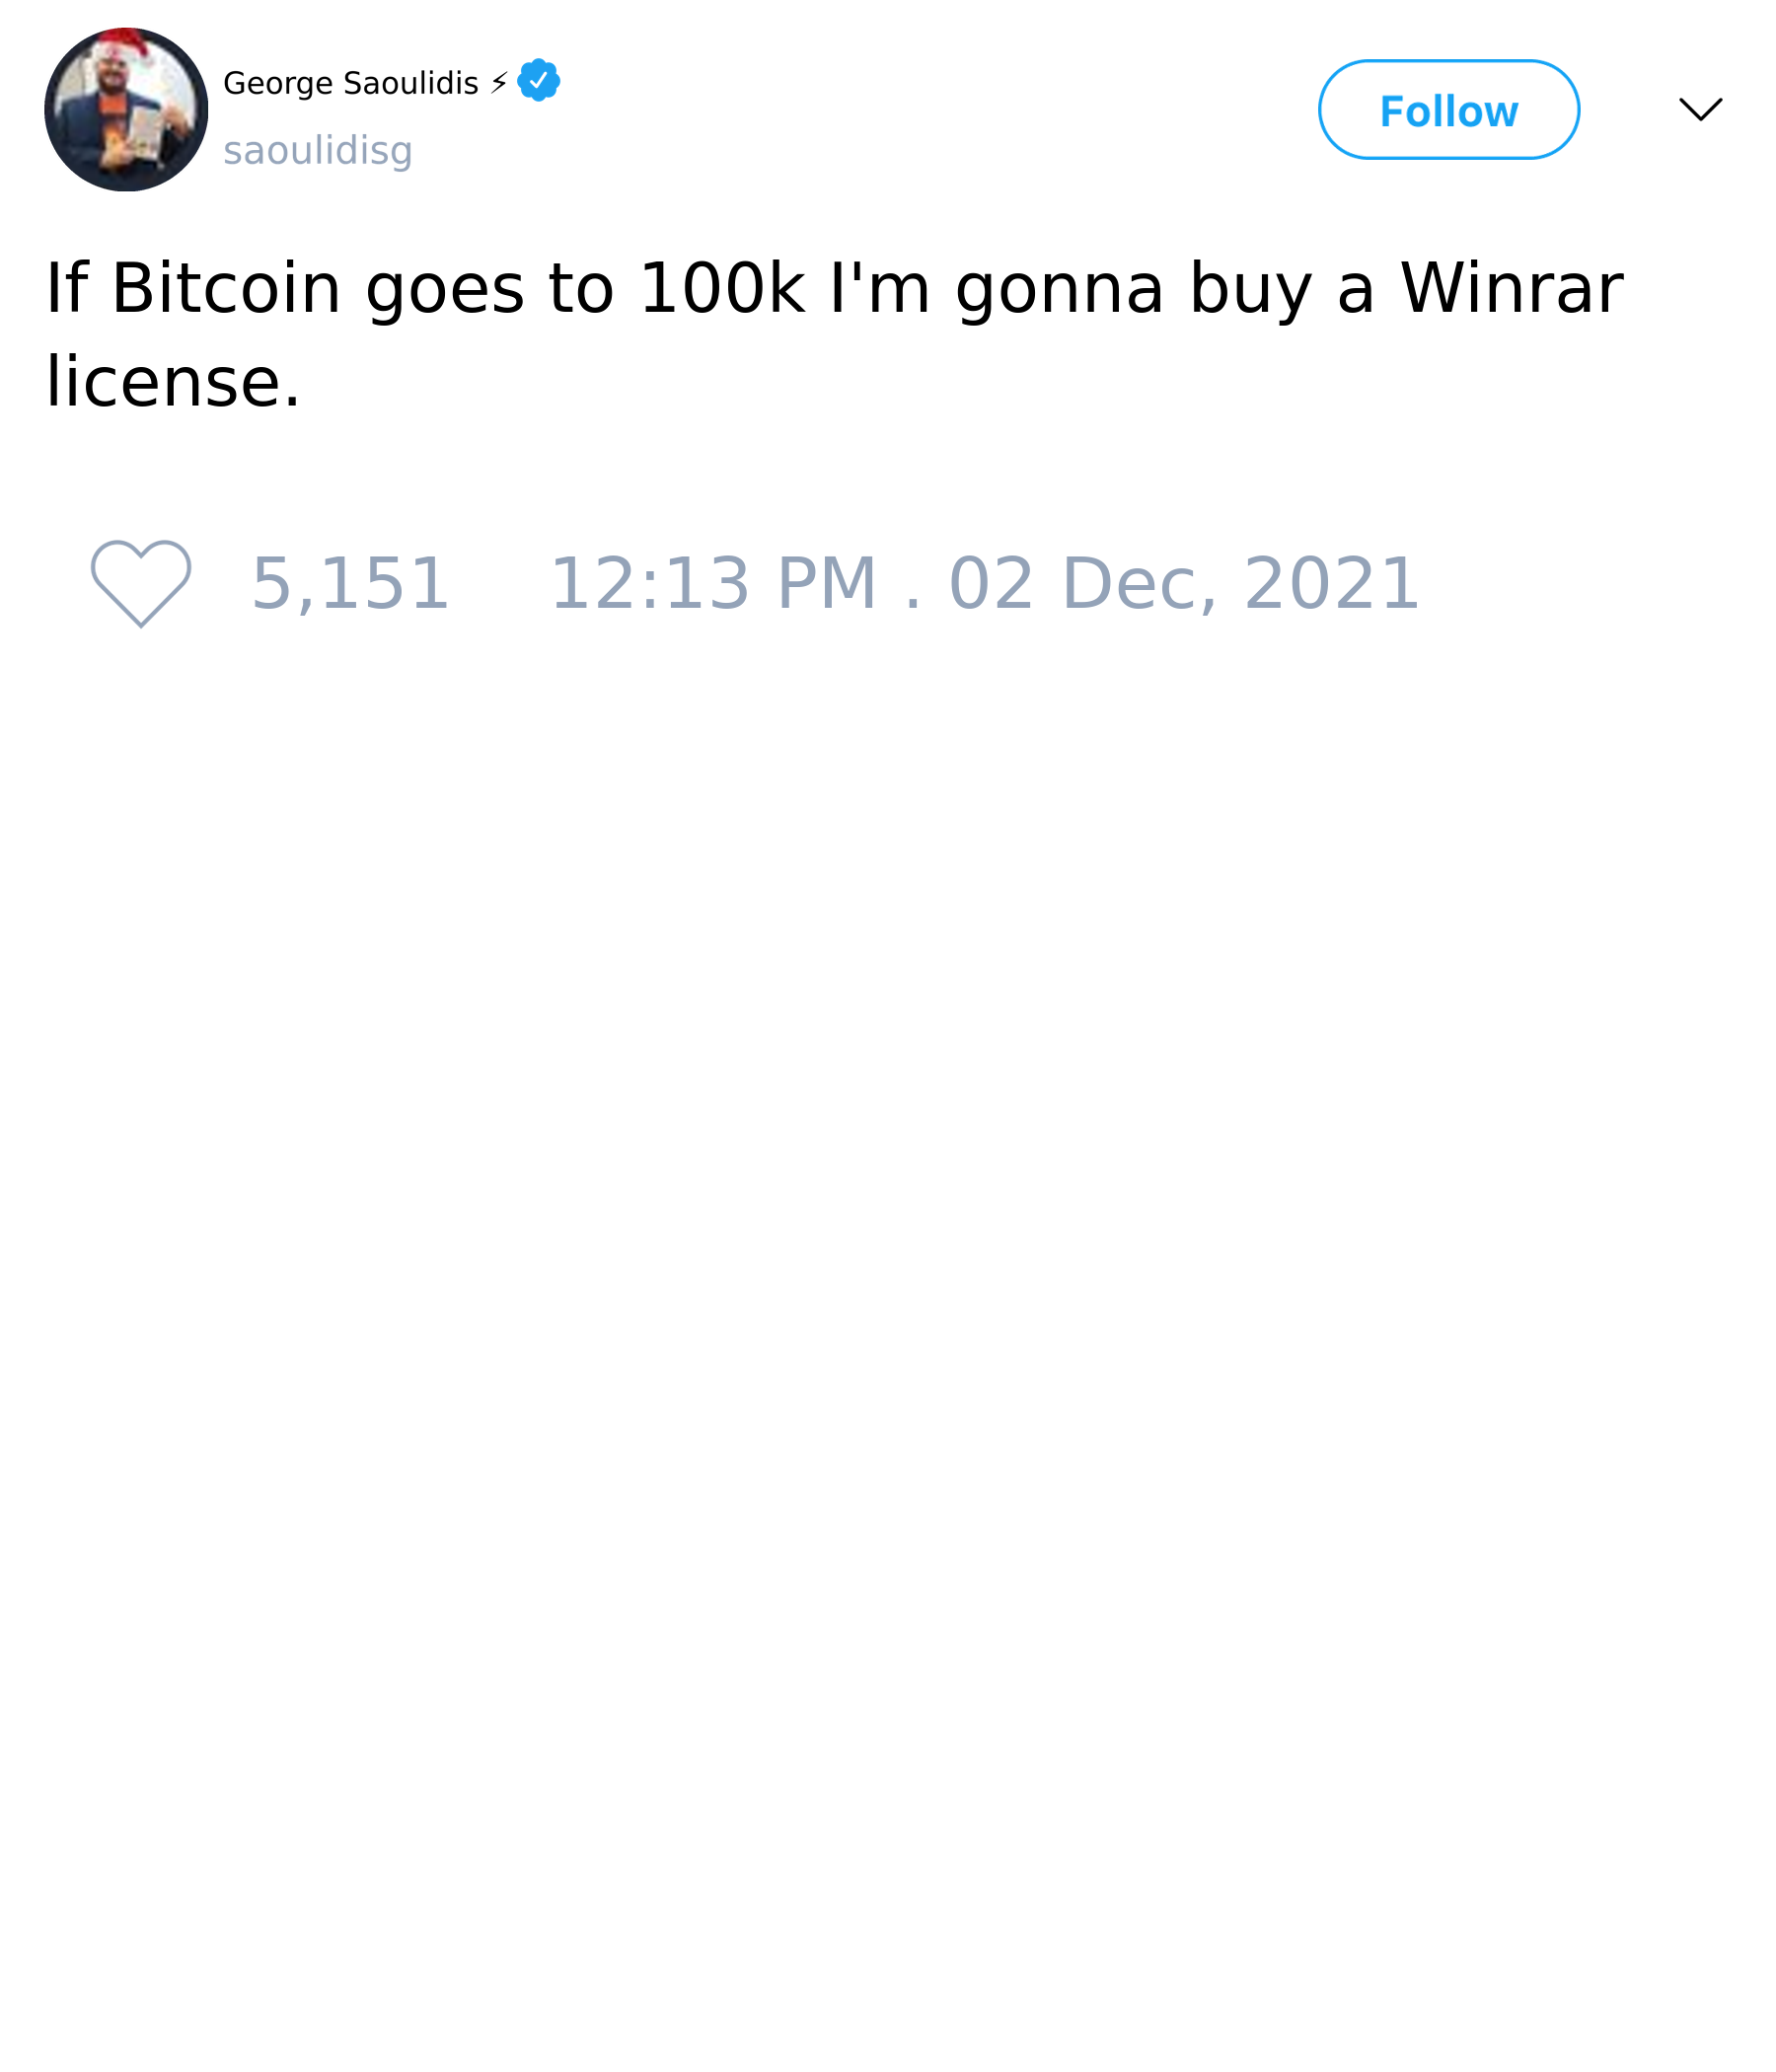 George Saoulidis ⚡
saoulidisg
Follow
If Bitcoin goes to 100k I'm gonna buy a Winrar
license.
5,151 12:13 PM . 02 Dec, 2021